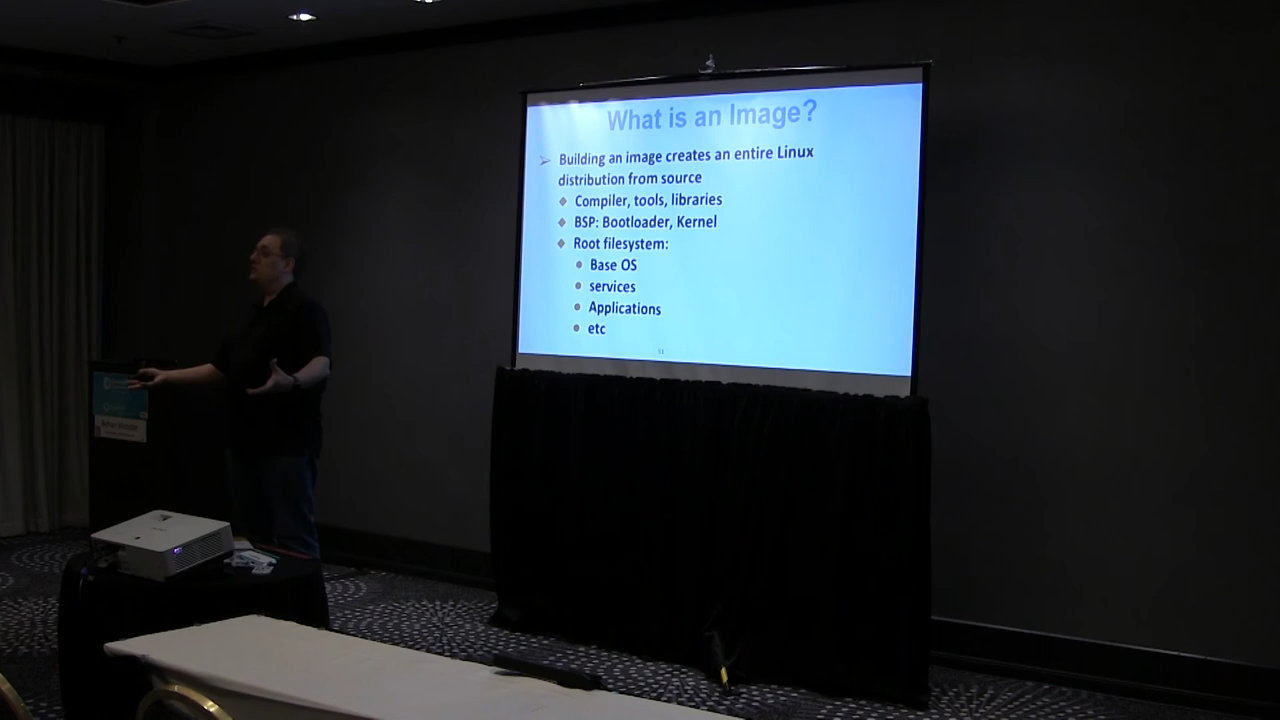 What is an Image?
Building an image creates an entire Linux
distribution from source
Compiler, tools, libraries
BSP: Bootloader, Kernel
Root filesystem:
Base OS
services
Applications
etc
11